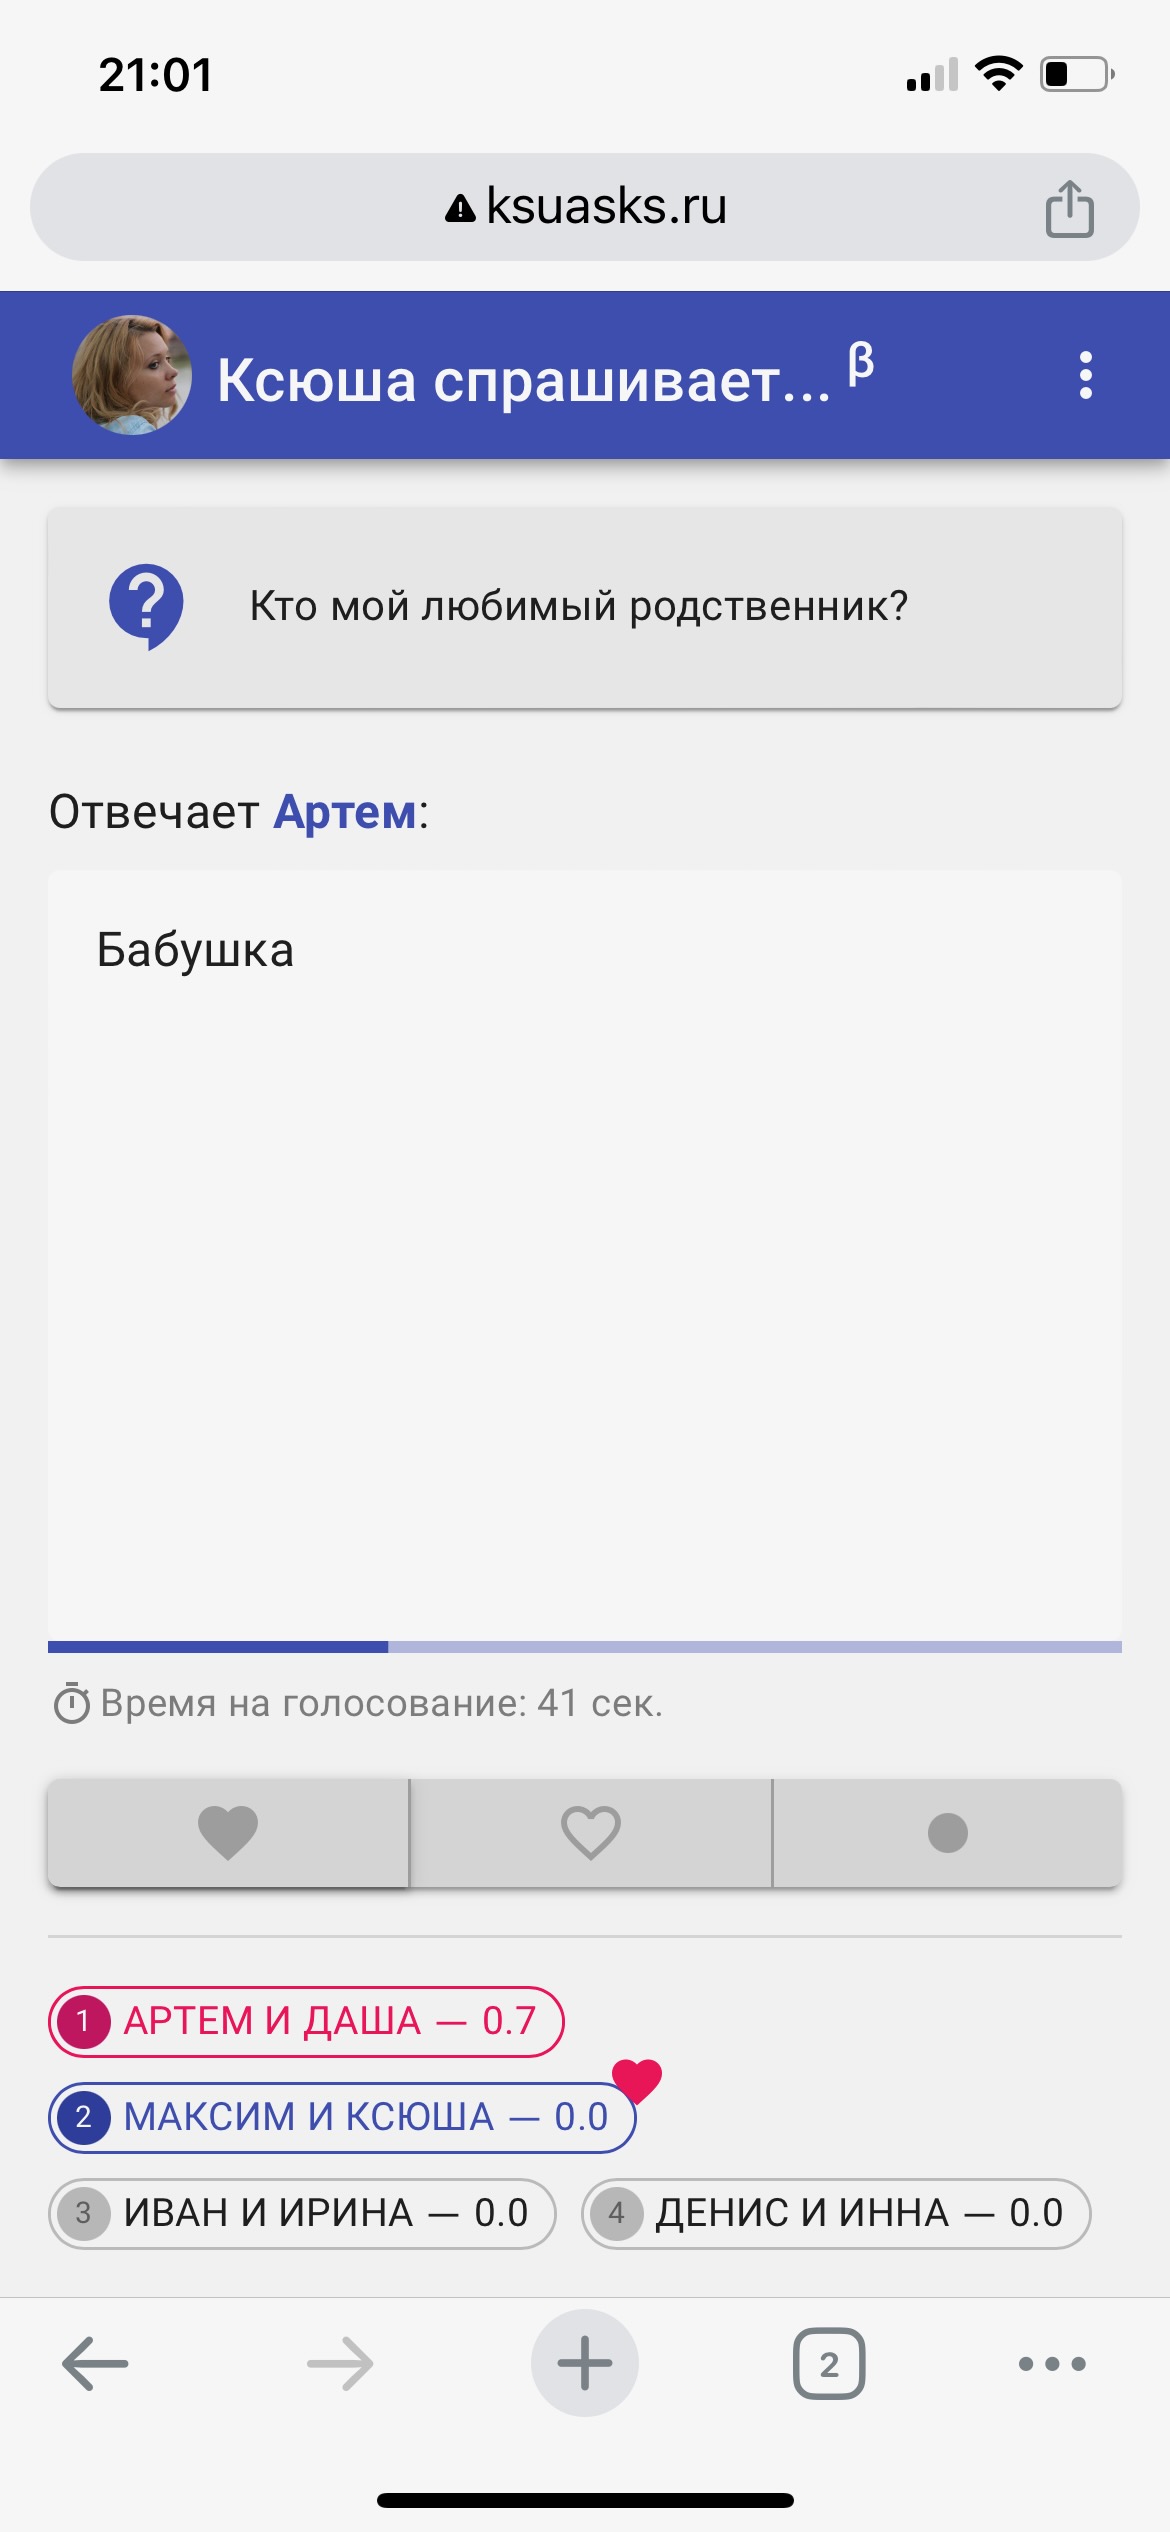 21:01
ksuasks.ru
Ксюша спрашивает... β
Кто мой любимый родственник?
Отвечает Артем:
Бабушка
Время на голосование: 41 сек.
1 АРТЕМ И ДАША — 0.7
2 МАКСИМ И КСЮША — 0.0
3 ИВАН И ИРИНА — 0.0 4 ДЕНИС И ИННА — 0.0
2